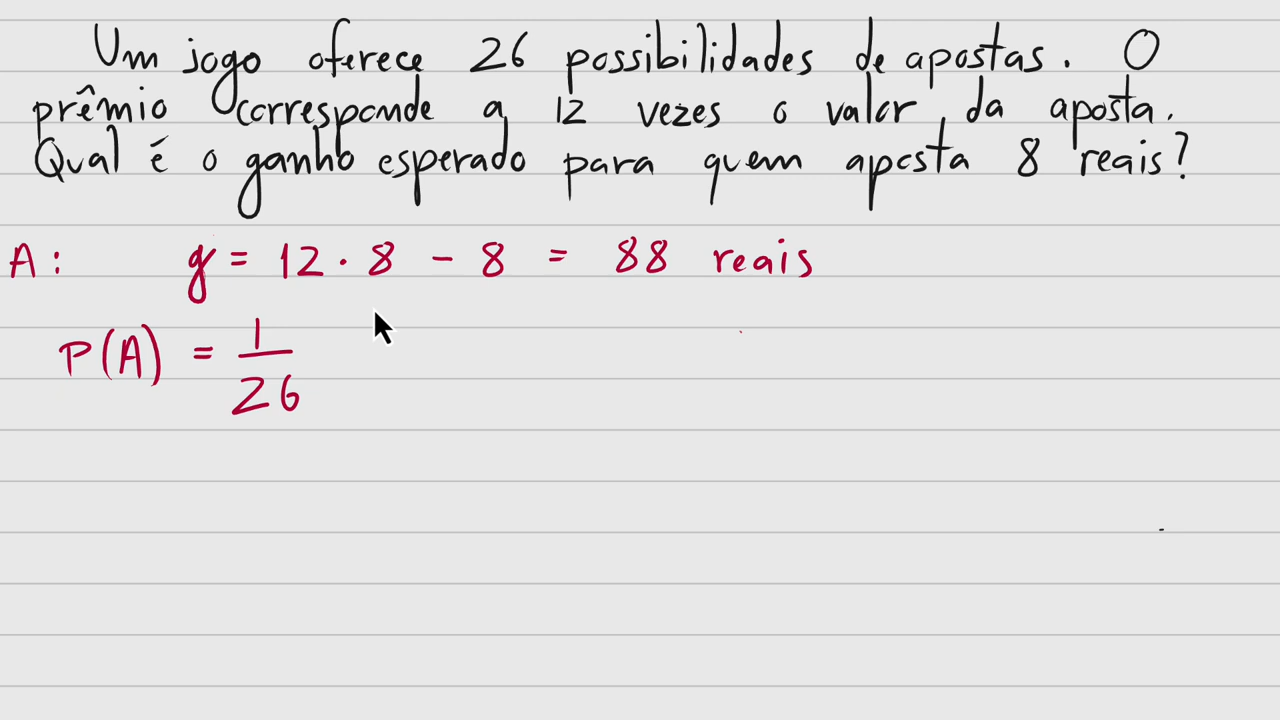 Um jogo oferece 26 possibilidades de apostas. O
prêmio corresponde a 12 vezes o valor da aposta.
Qual é o ganho esperado para quem aposta 8 reais?
A: g = 12 · 8 - 8 = 88 reais
P(A) = 1/26